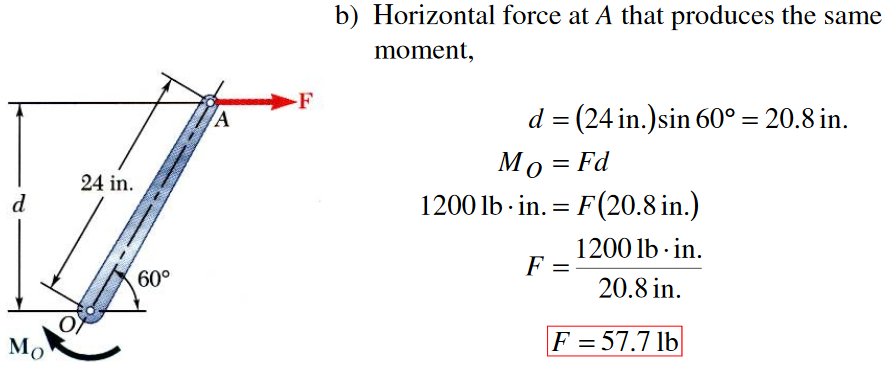 b) Horizontal force at A that produces the same
moment,
F
A
24 in.
d
60°
O
M_O
d = (24 in.) sin 60° = 20.8 in.
M_O = Fd
1200 lb · in. = F(20.8 in.)
F = 1200 lb · in. / 20.8 in.
F = 57.7 lb